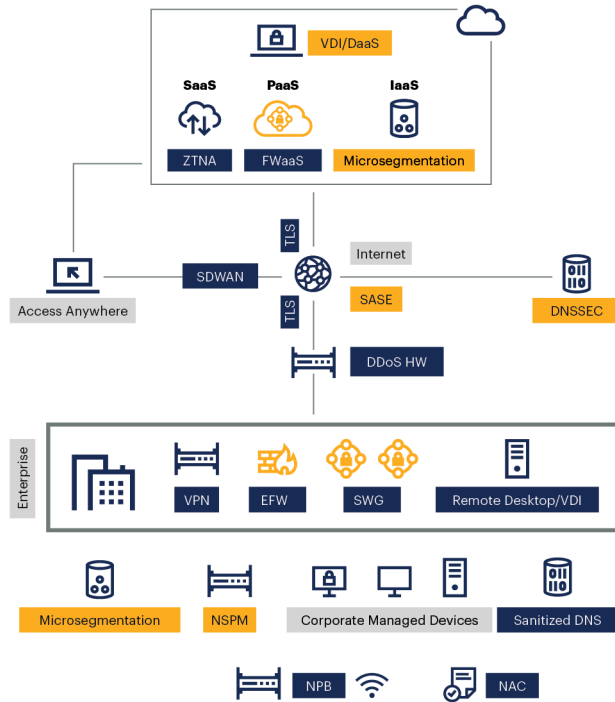 VDI/DaaS
SaaS
PaaS
IaaS
ZTNA
FWaaS
Microsegmentation
TLS
Internet
SDWAN
Access Anywhere
TLS
SASE
DNSSEC
DDoS HW
Enterprise
VPN
EFW
SWG
Remote Desktop/VDI
Microsegmentation
NSPM
Corporate Managed Devices
Sanitized DNS
NPB
NAC